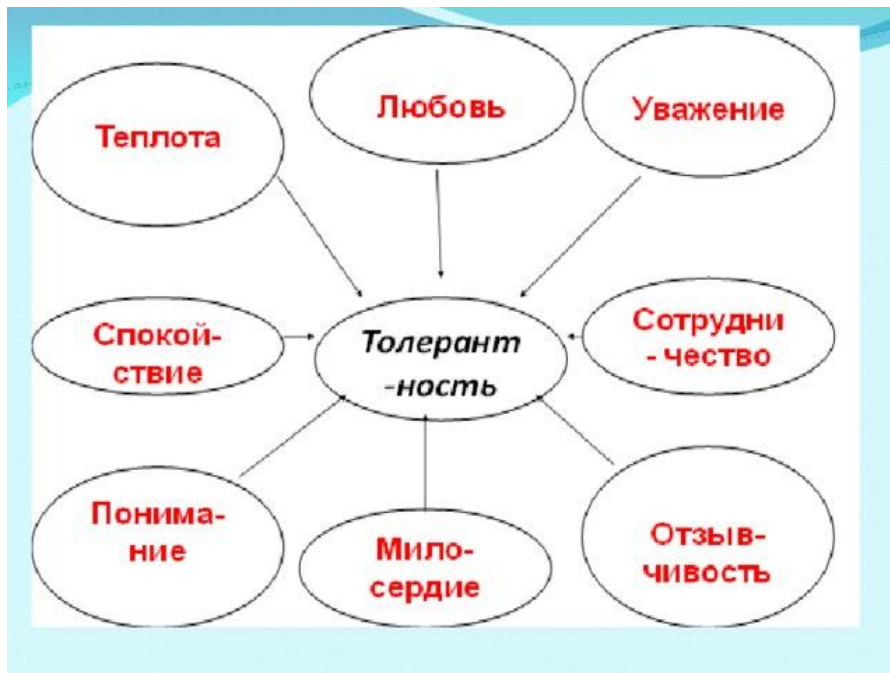 Теплота
Любовь
Уважение
Спокой-
ствие
Толерант
-ность
Сотрудни
- чество
Понима-
ние
Мило-
сердие
Отзыв-
чивость